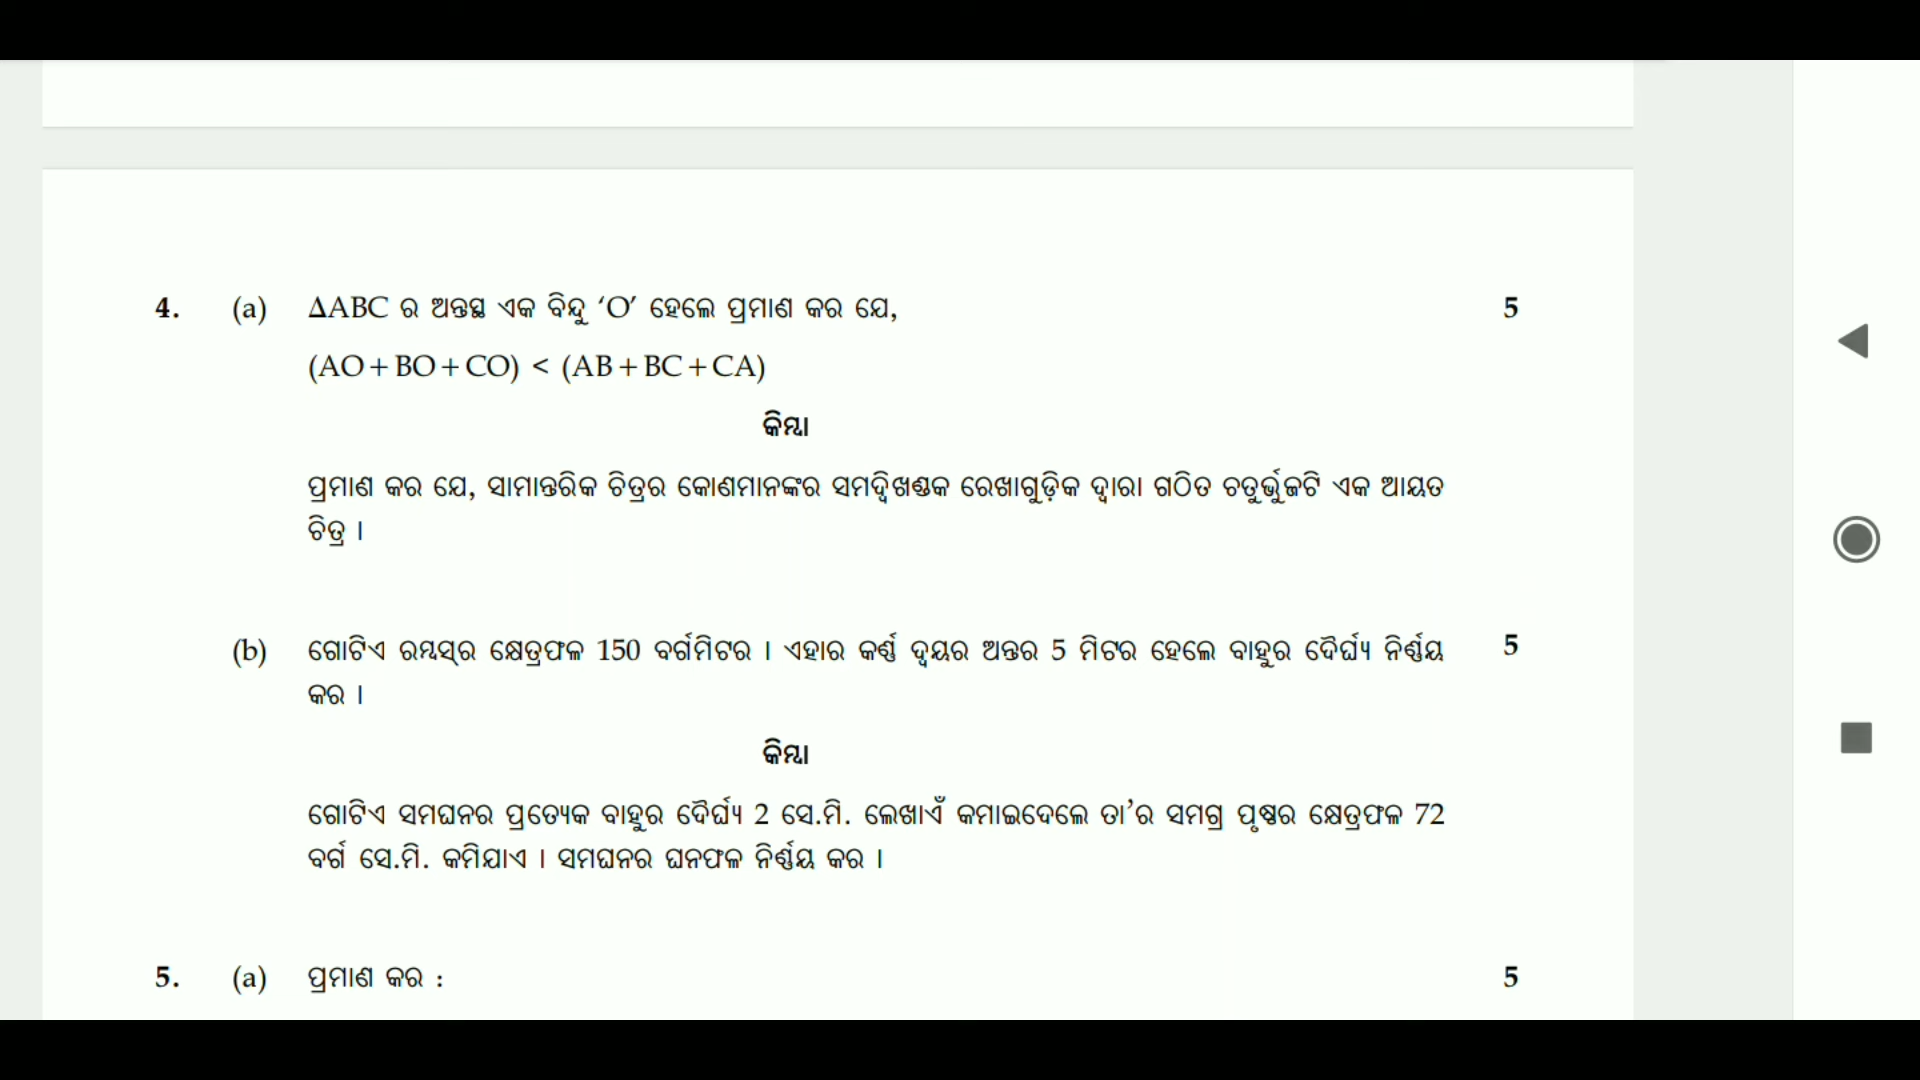 4. (a) ΔABC ର ଅନ୍ତସ୍ଥ ଏକ ବିନ୍ଦୁ ‘O’ ହେଲେ ପ୍ରମାଣ କର ଯେ, 5
(AO+BO+CO) < (AB+BC+CA)
କିମ୍ବା
ପ୍ରମାଣ କର ଯେ, ସାମାନ୍ତରିକ ଚିତ୍ରର କୋଣମାନଙ୍କର ସମଦ୍ୱିଖଣ୍ଡକ ରେଖାଗୁଡ଼ିକ ଦ୍ୱାରା ଗଠିତ ଚତୁର୍ଭୁଜଟି ଏକ ଆୟତ
ଚିତ୍ର ।
(b) ଗୋଟିଏ ରମ୍ବସ୍‌ର କ୍ଷେତ୍ରଫଳ 150 ବର୍ଗମିଟର । ଏହାର କର୍ଣ୍ଣ ଦ୍ୱୟର ଅନ୍ତର 5 ମିଟର ହେଲେ ବାହୁର ଦୈର୍ଘ୍ୟ ନିର୍ଣ୍ଣୟ 5
କର ।
କିମ୍ବା
ଗୋଟିଏ ସମଘନର ପ୍ରତ୍ୟେକ ବାହୁର ଦୈର୍ଘ୍ୟ 2 ସେ.ମି. ଲେଖାଏଁ କମାଇଦେଲେ ତା’ର ସମଗ୍ର ପୃଷ୍ଠର କ୍ଷେତ୍ରଫଳ 72
ବର୍ଗ ସେ.ମି. କମିଯାଏ । ସମଘନର ଘନଫଳ ନିର୍ଣ୍ଣୟ କର ।
5. (a) ପ୍ରମାଣ କର : 5